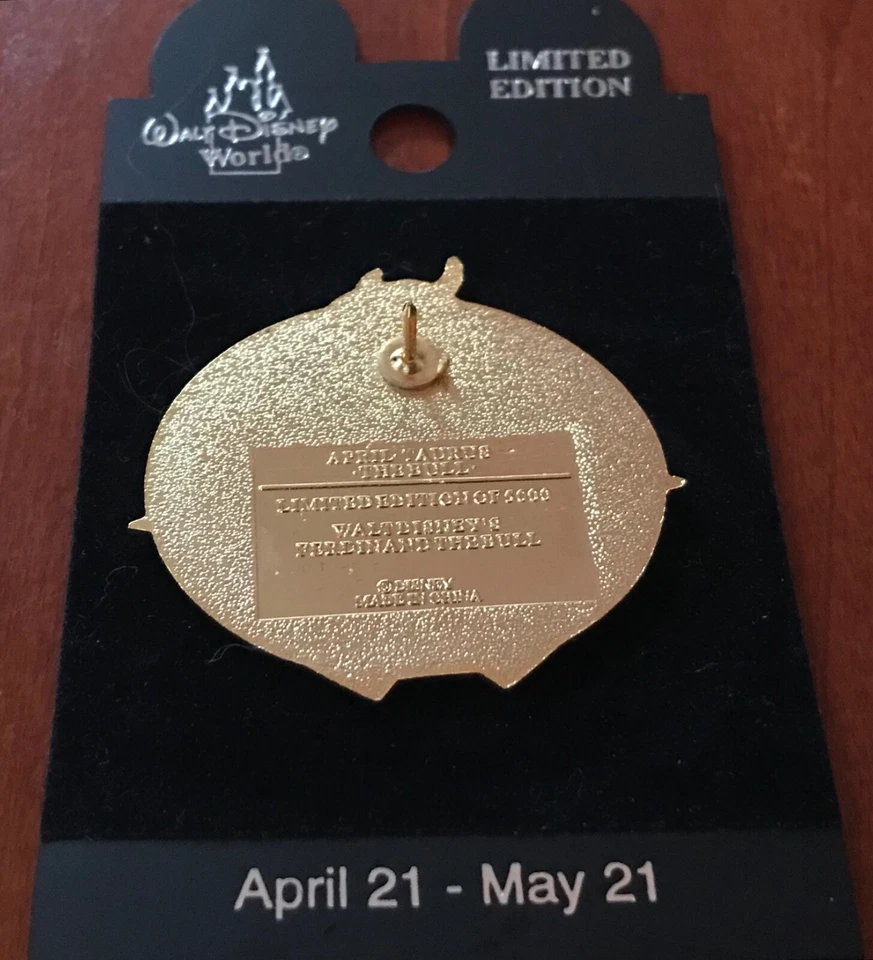 WALT DISNEY
World®
LIMITED
EDITION
APRIL TAURUS
"THE BULL"
LIMITED EDITION OF 5000
WALT DISNEY'S
FERDINAND THE BULL
© DISNEY
MADE IN CHINA
April 21 - May 21